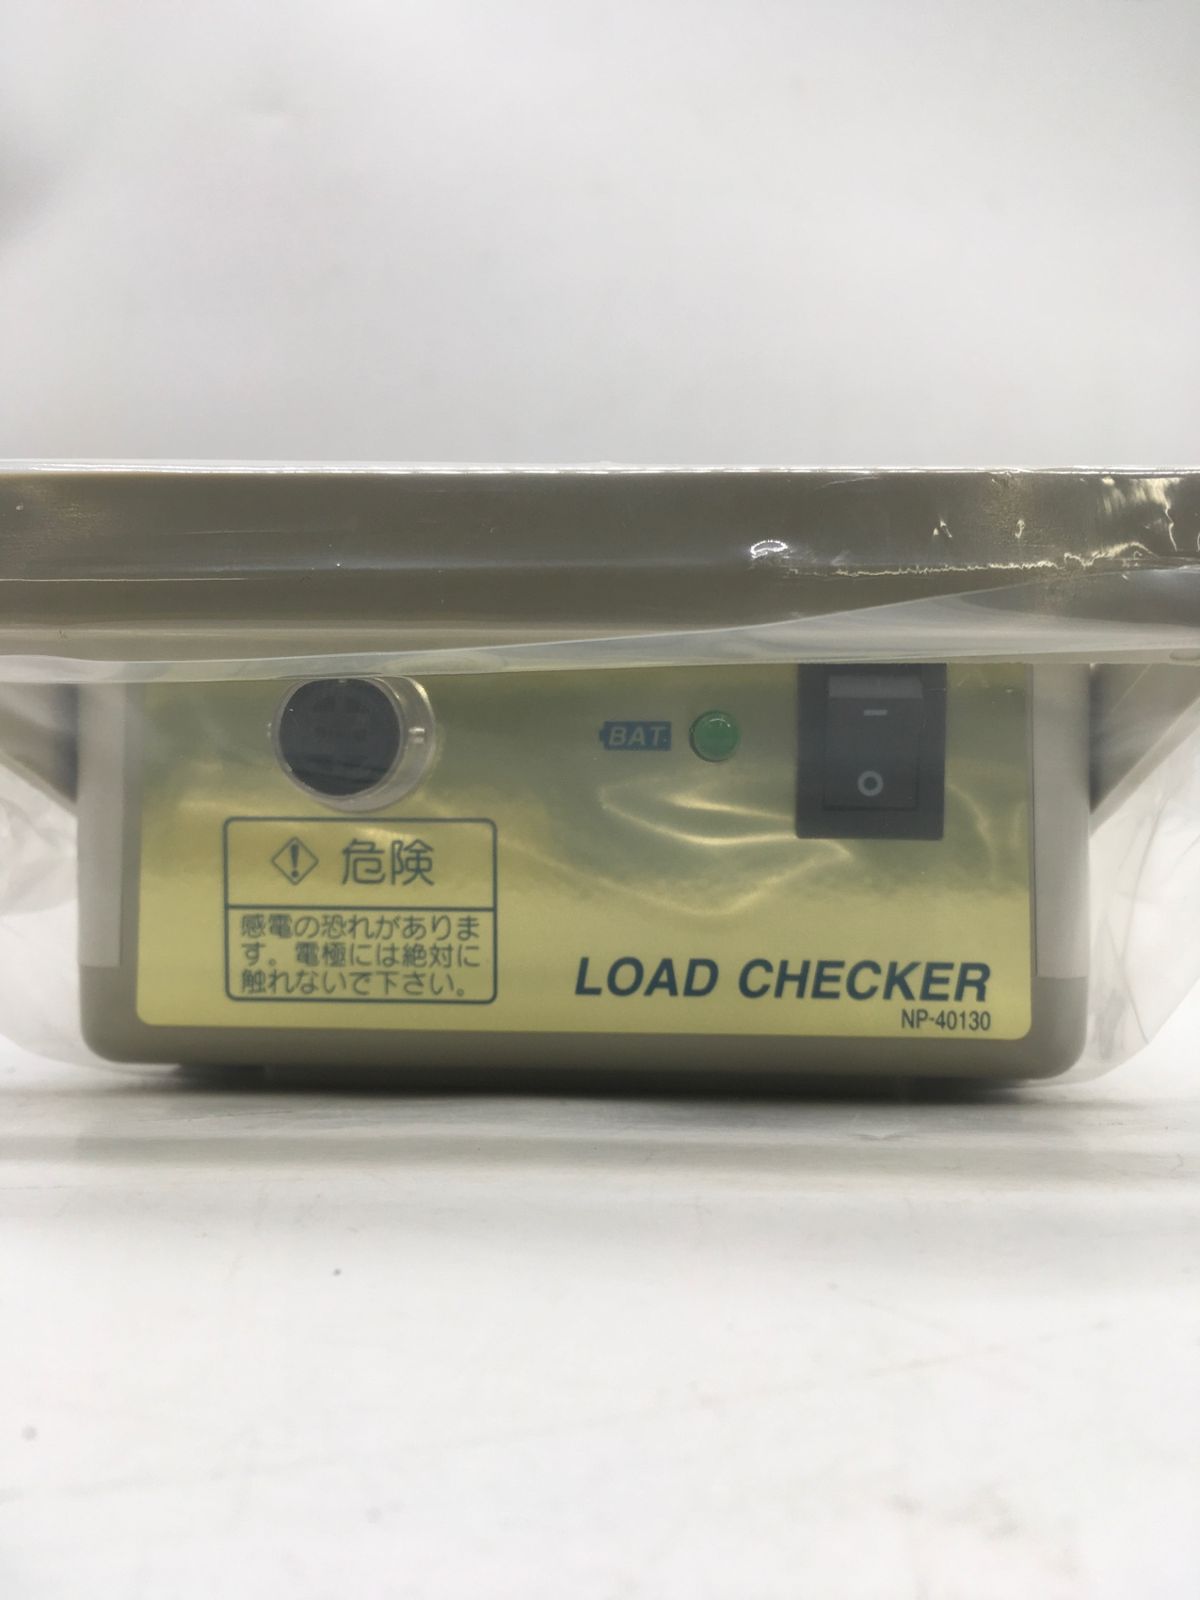 BAT.
危険
感電の恐れがありま
す。電極には絶対に
触れないで下さい。
LOAD CHECKER
NP-40130